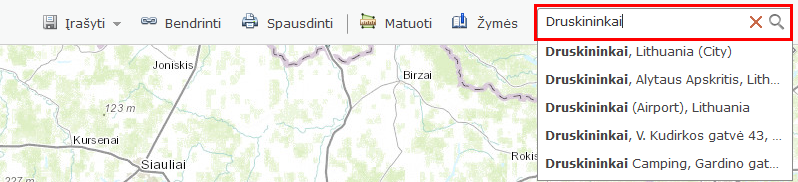 Įrašyti Bendrinti Spausdinti Matuoti Žymės Druskininkai
Druskininkai, Lithuania (City)
Druskininkai, Alytaus Apskritis, Lith...
Druskininkai (Airport), Lithuania
Druskininkai, V. Kudirkos gatvė 43, ...
Druskininkai Camping, Gardino gat...
Joniskis
Birzai
123 m
Kursenai
Siauliai
Rokis